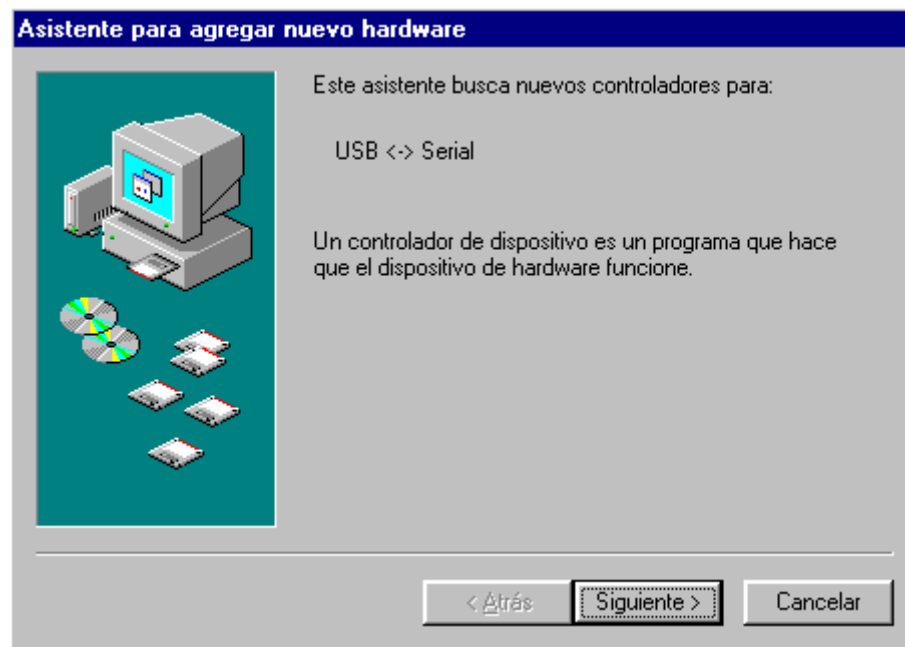 Asistente para agregar nuevo hardware
Este asistente busca nuevos controladores para:
USB <-> Serial
Un controlador de dispositivo es un programa que hace
que el dispositivo de hardware funcione.
< Atrás
Siguiente >
Cancelar